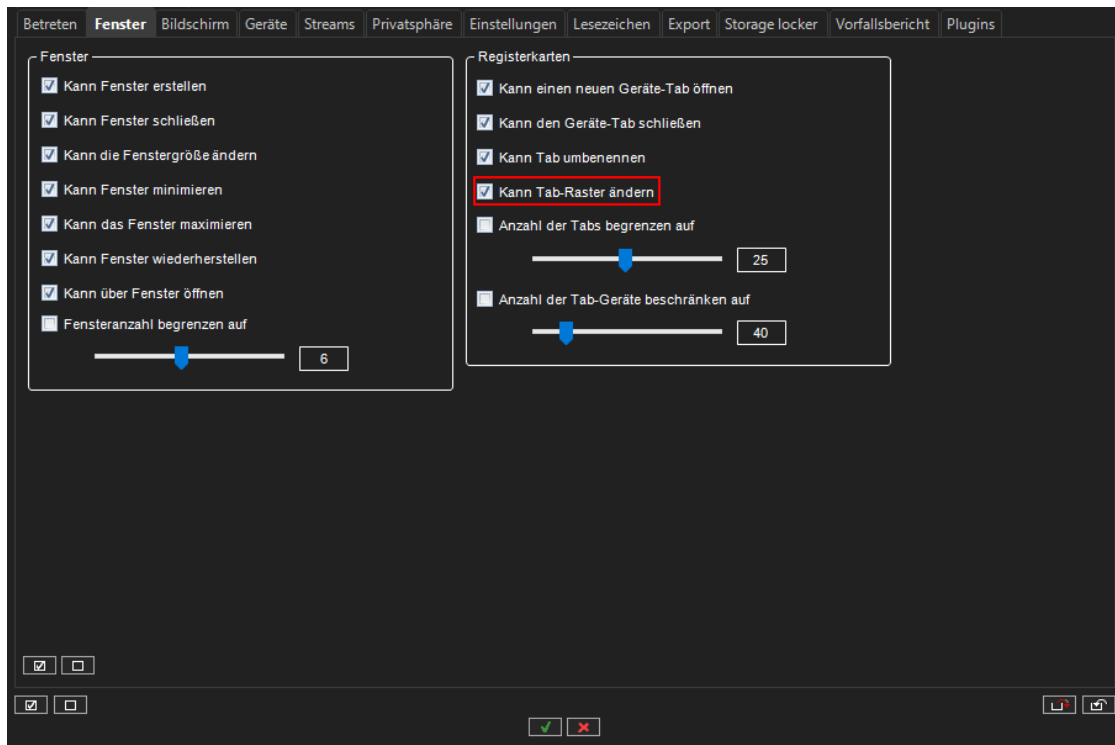 Betreten Fenster Bildschirm Geräte Streams Privatsphäre Einstellungen Lesezeichen Export Storage locker Vorfallsbericht Plugins
Fenster
Kann Fenster erstellen
Kann Fenster schließen
Kann die Fenstergröße ändern
Kann Fenster minimieren
Kann das Fenster maximieren
Kann Fenster wiederherstellen
Kann über Fenster öffnen
Fensteranzahl begrenzen auf
6
Registerkarten
Kann einen neuen Geräte-Tab öffnen
Kann den Geräte-Tab schließen
Kann Tab umbenennen
Kann Tab-Raster ändern
Anzahl der Tabs begrenzen auf
25
Anzahl der Tab-Geräte beschränken auf
40